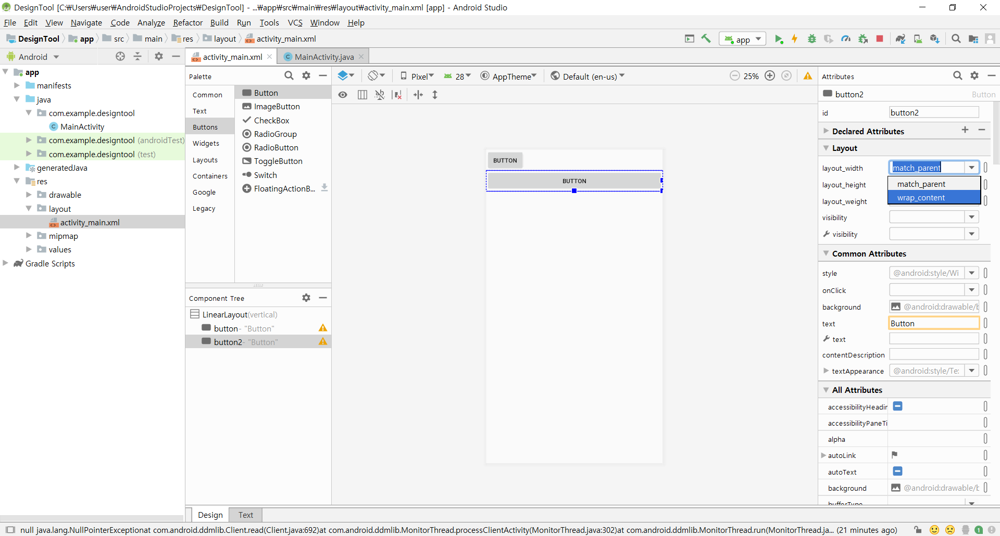 DesignTool [C:₩Users₩user₩AndroidStudioProjects₩DesignTool] - ...₩app₩src₩main₩res₩layout₩activity_main.xml [app] - Android Studio
File Edit View Navigate Code Analyze Refactor Build Run Tools VCS Window Help
DesignTool app src main res layout activity_main.xml
app
Android
activity_main.xml MainActivity.java
app
manifests
java
com.example.designtool
MainActivity
com.example.designtool (androidTest)
com.example.designtool (test)
generatedJava
res
drawable
layout
activity_main.xml
mipmap
values
Gradle Scripts
Palette
Common
Text
Buttons
Widgets
Layouts
Containers
Google
Legacy
Button
ImageButton
CheckBox
RadioGroup
RadioButton
ToggleButton
Switch
FloatingActionB...
Component Tree
LinearLayout(vertical)
button- "Button"
button2- "Button"
Pixel 28 AppTheme Default (en-us) 25%
BUTTON
BUTTON
Attributes
button2 Button
id button2
Declared Attributes
Layout
layout_width match_parent
layout_height match_parent
layout_weight wrap_content
visibility
visibility
Common Attributes
style @android:style/Wi
onClick
background @android:drawable/b
text Button
text
contentDescription
textAppearance @android:style/Te:
All Attributes
accessibilityHeadir
accessibilityPaneTi
alpha
autoLink
autoText
background @android:drawable/b
bufferType
Design Text
null java.lang.NullPointerExceptionat com.android.ddmlib.Client.read(Client.java:692)at com.android.ddmlib.MonitorThread.processClientActivity(MonitorThread.java:302)at com.android.ddmlib.MonitorThread.run(MonitorThread.ja... (21 minutes ago) 1